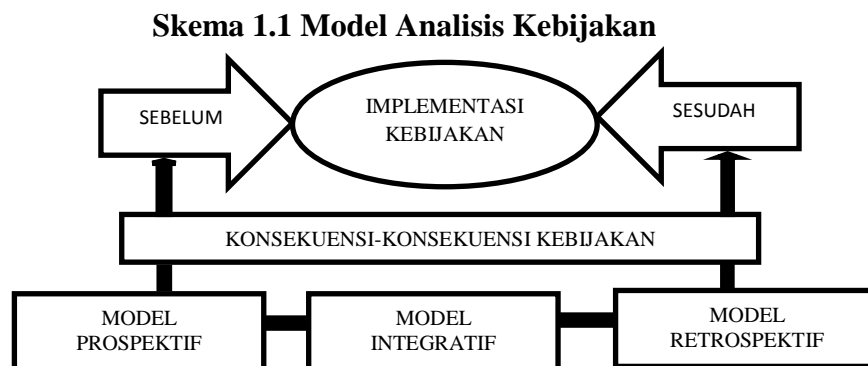 Skema 1.1 Model Analisis Kebijakan
SEBELUM
IMPLEMENTASI
KEBIJAKAN
SESUDAH
KONSEKUENSI-KONSEKUENSI KEBIJAKAN
MODEL
PROSPEKTIF
MODEL
INTEGRATIF
MODEL
RETROSPEKTIF